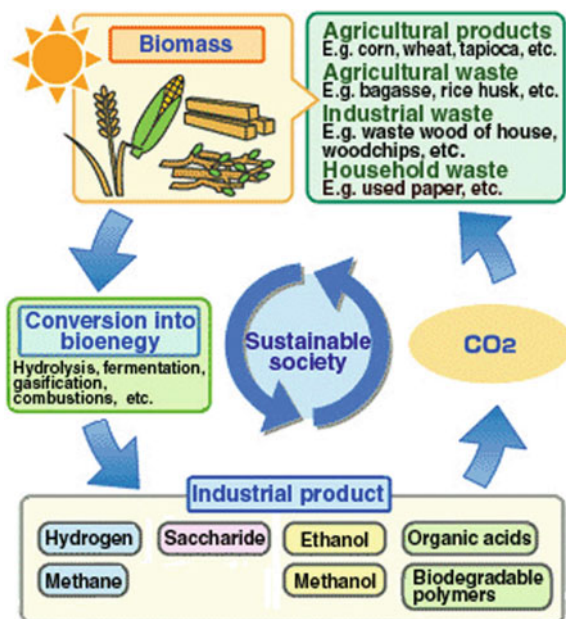 Biomass
Agricultural products
E.g. corn, wheat, tapioca, etc.
Agricultural waste
E.g. bagasse, rice husk, etc.
Industrial waste
E.g. waste wood of house,
woodchips, etc.
Household waste
E.g. used paper, etc.
Conversion into
bioenegy
Hydrolysis, fermentation,
gasification,
combustions, etc.
Sustainable
society
CO2
Industrial product
Hydrogen
Saccharide
Ethanol
Organic acids
Methane
Methanol
Biodegradable
polymers